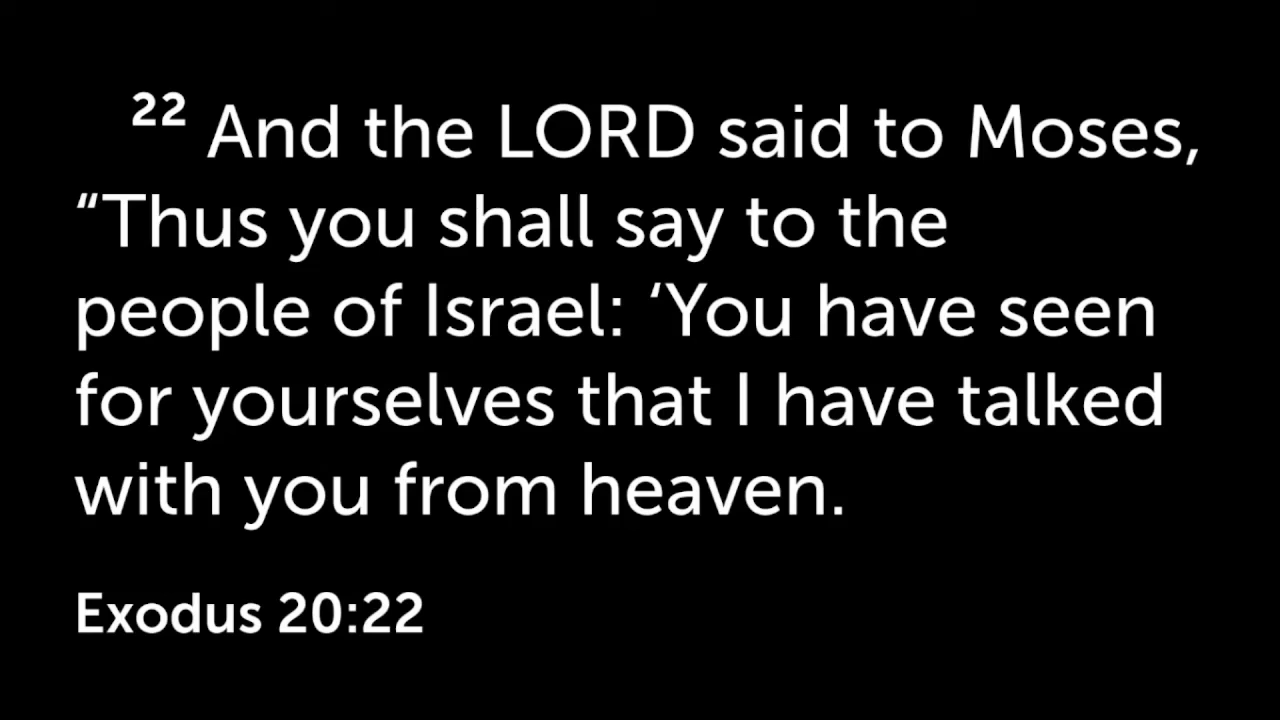 22 And the LORD said to Moses,
“Thus you shall say to the
people of Israel: ‘You have seen
for yourselves that I have talked
with you from heaven.
Exodus 20:22